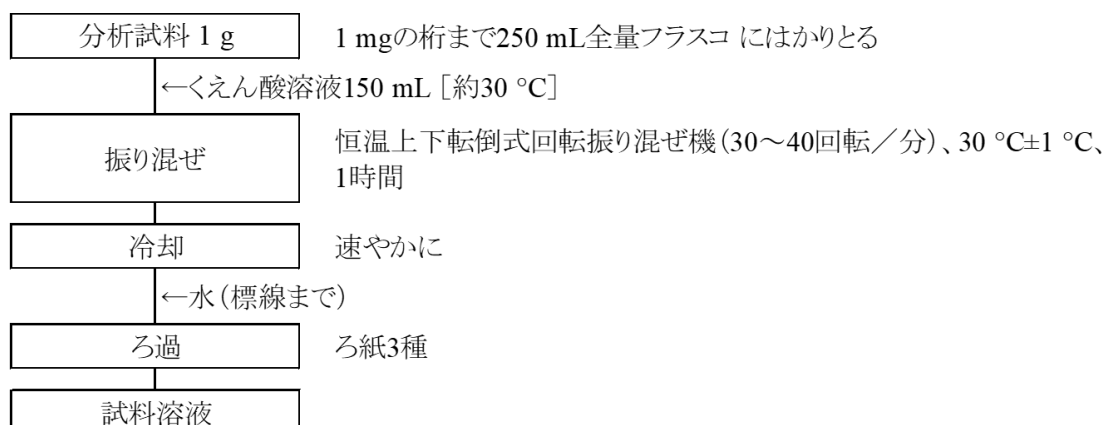 分析試料 1 g
1 mgの桁まで250 mL全量フラスコ にはかりとる
←くえん酸溶液150 mL [約30 °C]
振り混ぜ
恒温上下転倒式回転振り混ぜ機(30~40回転/分)、30 °C±1 °C、
1時間
冷却
速やかに
←水(標線まで)
ろ過
ろ紙3種
試料溶液